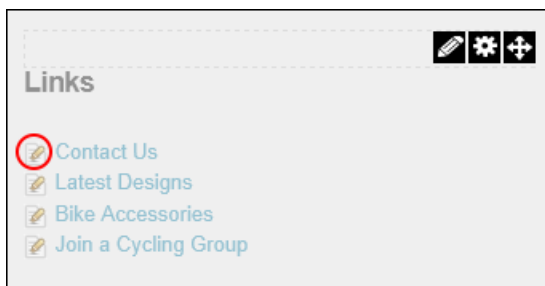 Links
Contact Us
Latest Designs
Bike Accessories
Join a Cycling Group